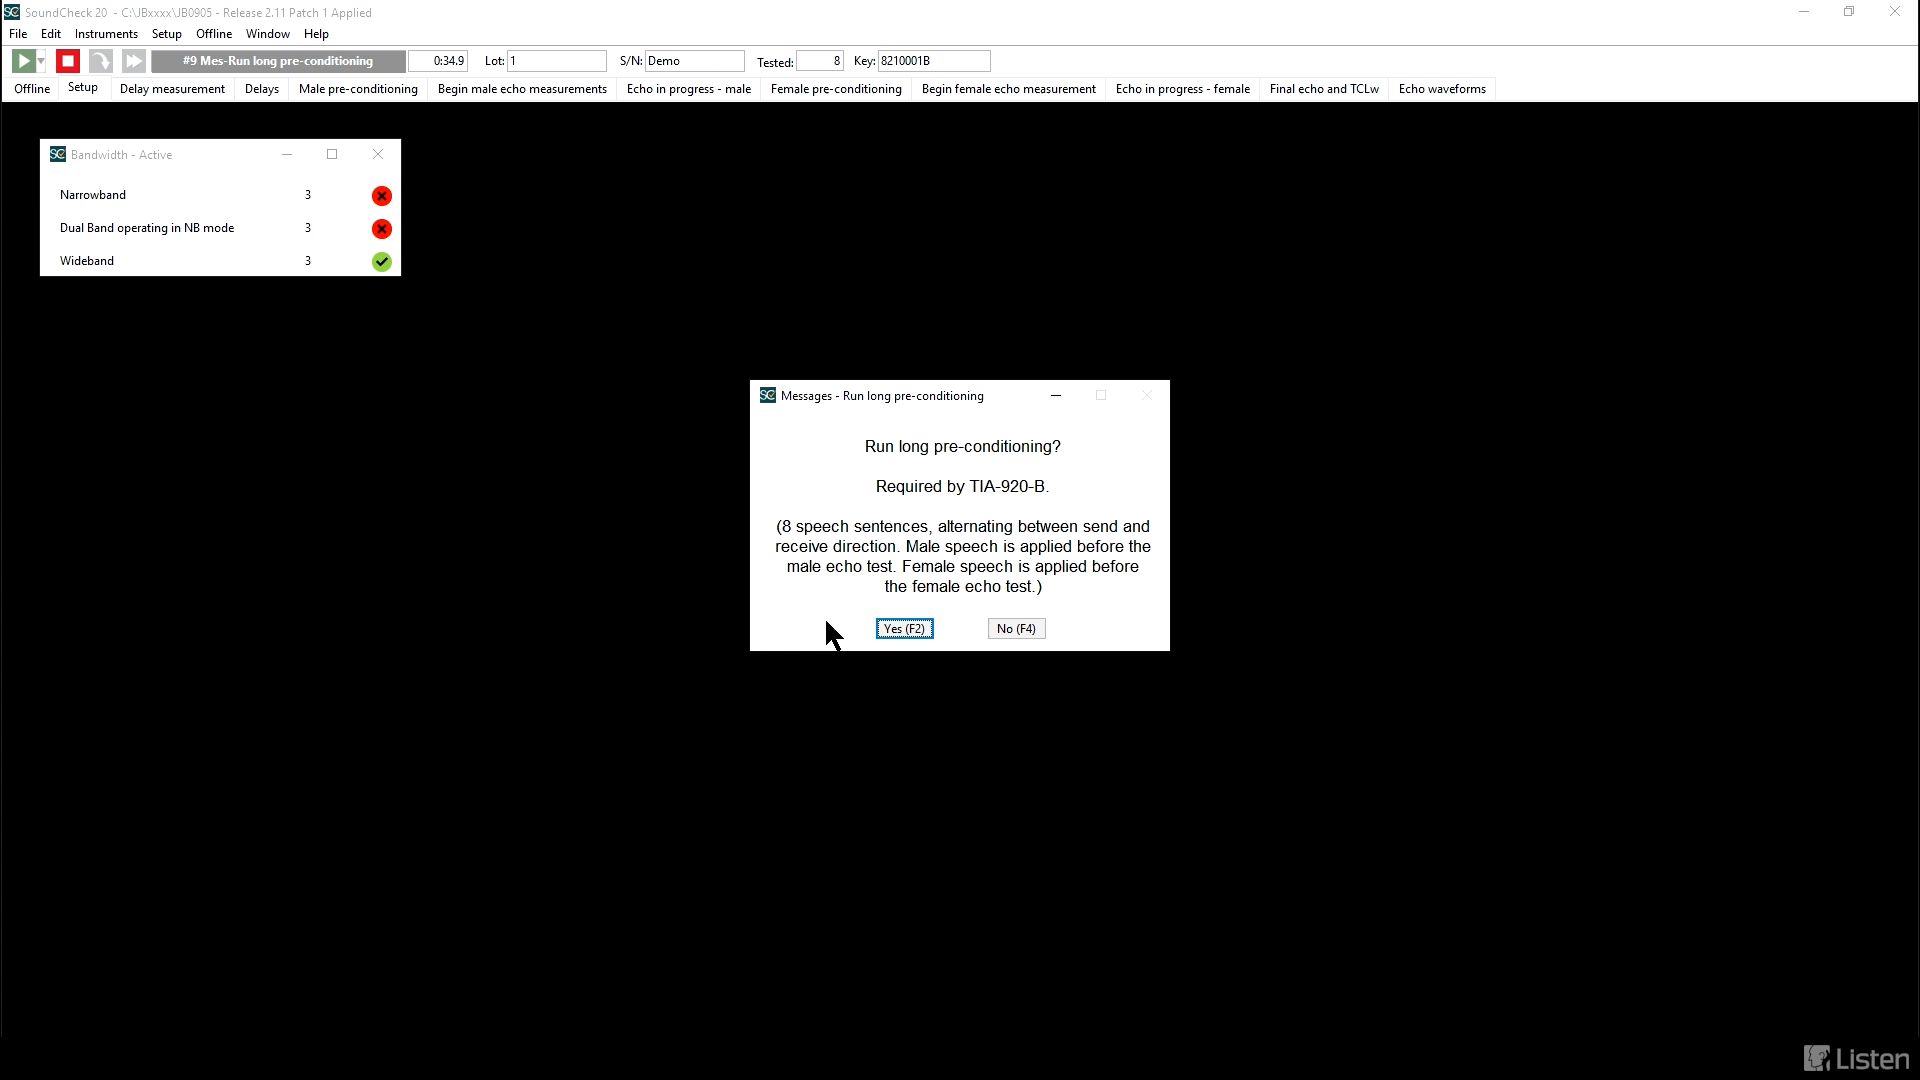 SC SoundCheck 20 - C:\JBxxxx\JB0905 - Release 2.11 Patch 1 Applied
File Edit Instruments Setup Offline Window Help
#9 Mes-Run long pre-conditioning 0:34.9 Lot: 1 S/N: Demo Tested: 8 Key: 8210001B
Offline Setup Delay measurement Delays Male pre-conditioning Begin male echo measurements Echo in progress - male Female pre-conditioning Begin female echo measurement Echo in progress - female Final echo and TCLw Echo waveforms
SC Bandwidth - Active
Narrowband 3
Dual Band operating in NB mode 3
Wideband 3
SC Messages - Run long pre-conditioning
Run long pre-conditioning?
Required by TIA-920-B.
(8 speech sentences, alternating between send and
receive direction. Male speech is applied before the
male echo test. Female speech is applied before
the female echo test.)
Yes (F2) No (F4)
Listen